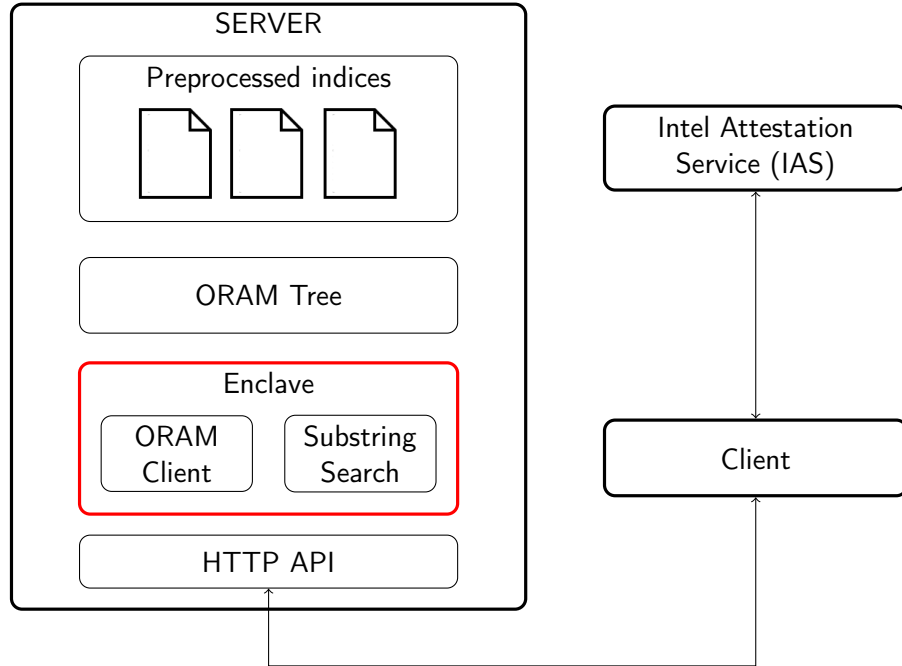 SERVER
Preprocessed indices
ORAM Tree
Enclave
ORAM
Client
Substring
Search
HTTP API
Intel Attestation
Service (IAS)
Client